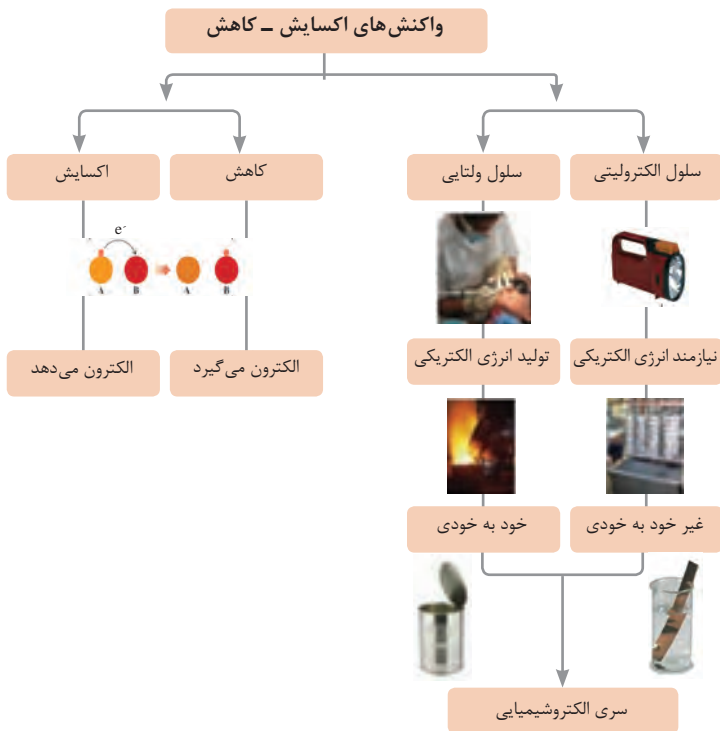 واکنش‌های اکسایش ـ کاهش
سلول الکترولیتی
سلول ولتایی
کاهش
اکسایش
e⁻
A B A B
نیازمند انرژی الکتریکی
تولید انرژی الکتریکی
الکترون می‌گیرد
الکترون می‌دهد
غیر خود به خودی
خود به خودی
سری الکتروشیمیایی